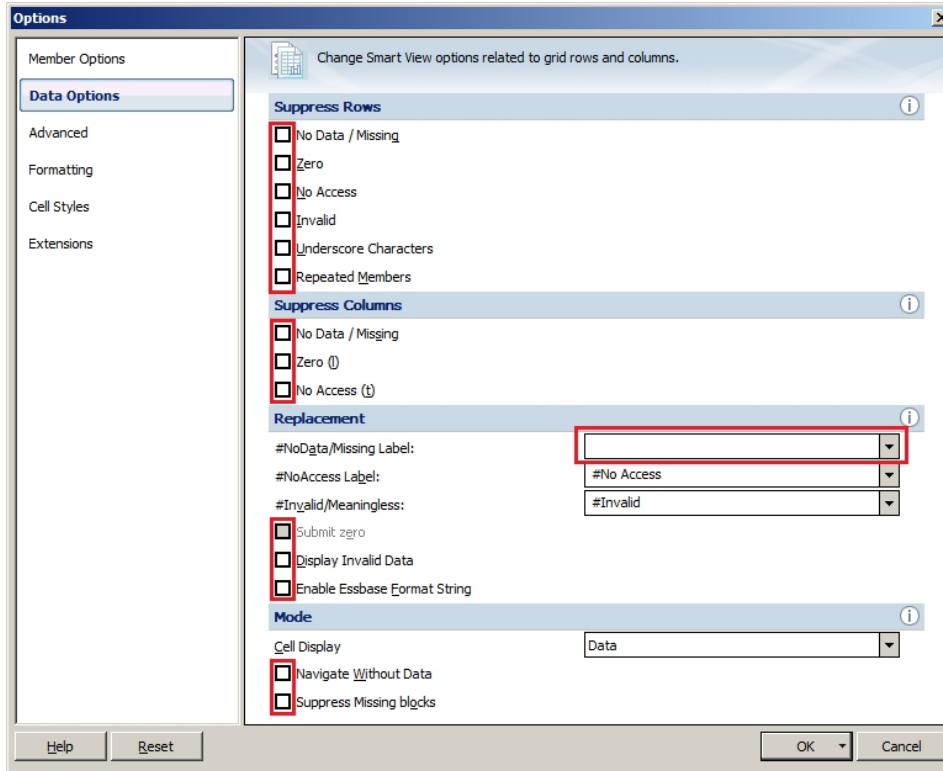 Options
Member Options
Data Options
Advanced
Formatting
Cell Styles
Extensions
Change Smart View options related to grid rows and columns.
Suppress Rows
No Data / Missing
Zero
No Access
Invalid
Underscore Characters
Repeated Members
Suppress Columns
No Data / Missing
Zero (l)
No Access (t)
Replacement
#NoData/Missing Label:
#NoAccess Label: #No Access
#Invalid/Meaningless: #Invalid
Submit zero
Display Invalid Data
Enable Essbase Format String
Mode
Cell Display Data
Navigate Without Data
Suppress Missing blocks
Help Reset OK Cancel